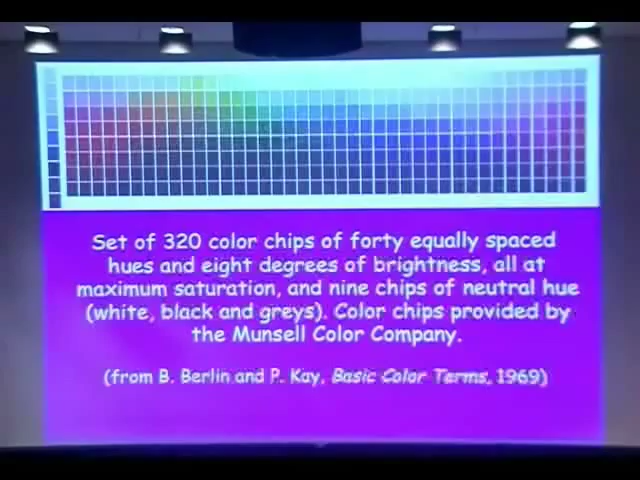 Set of 320 color chips of forty equally spaced
hues and eight degrees of brightness, all at
maximum saturation, and nine chips of neutral hue
(white, black and greys). Color chips provided by
the Munsell Color Company.
(from B. Berlin and P. Kay, Basic Color Terms, 1969)